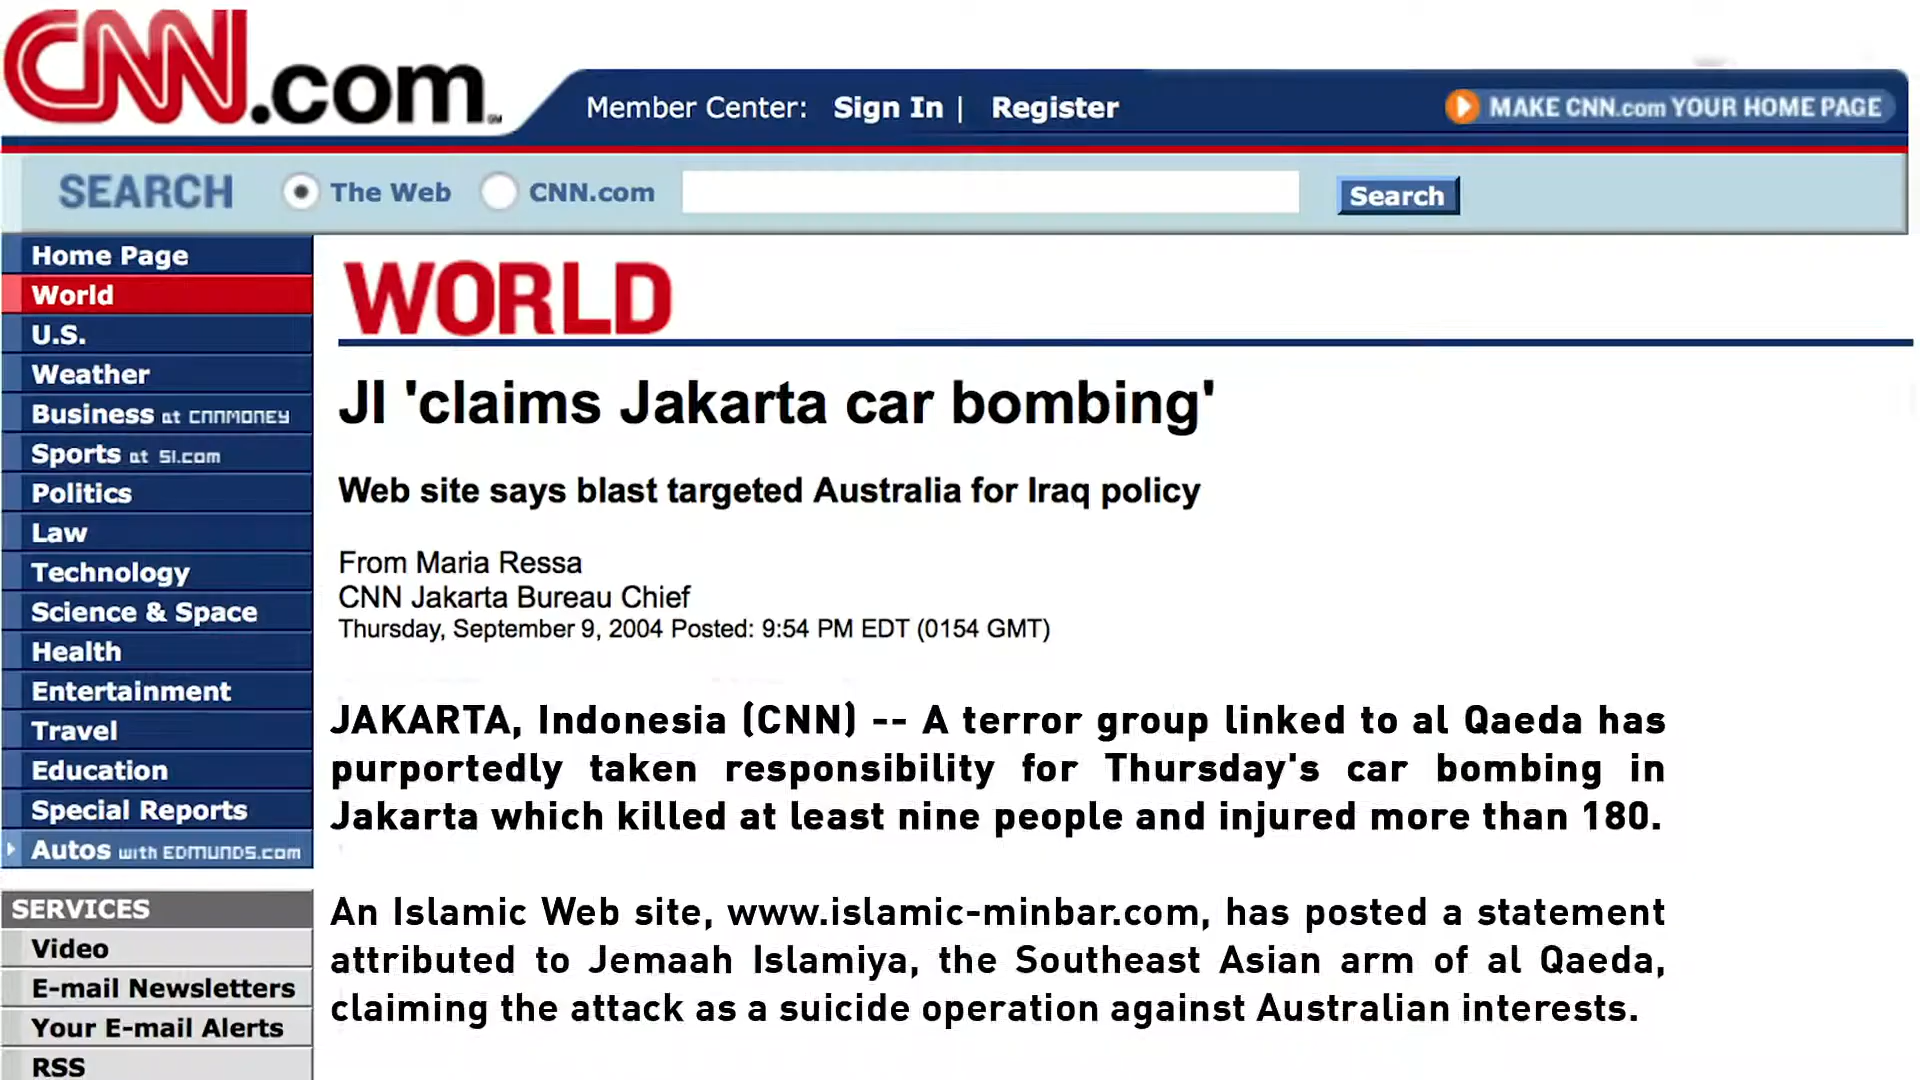 CNN.com
Member Center: Sign In | Register
MAKE CNN.com YOUR HOME PAGE
SEARCH The Web CNN.com Search
Home Page
World
U.S.
Weather
Business at CNNMONEY
Sports at SI.com
Politics
Law
Technology
Science & Space
Health
Entertainment
Travel
Education
Special Reports
Autos with EDMUNDS.com
SERVICES
Video
E-mail Newsletters
Your E-mail Alerts
RSS
WORLD
JI 'claims Jakarta car bombing'
Web site says blast targeted Australia for Iraq policy
From Maria Ressa
CNN Jakarta Bureau Chief
Thursday, September 9, 2004 Posted: 9:54 PM EDT (0154 GMT)
JAKARTA, Indonesia (CNN) -- A terror group linked to al Qaeda has
purportedly taken responsibility for Thursday's car bombing in
Jakarta which killed at least nine people and injured more than 180.
An Islamic Web site, www.islamic-minbar.com, has posted a statement
attributed to Jemaah Islamiya, the Southeast Asian arm of al Qaeda,
claiming the attack as a suicide operation against Australian interests.